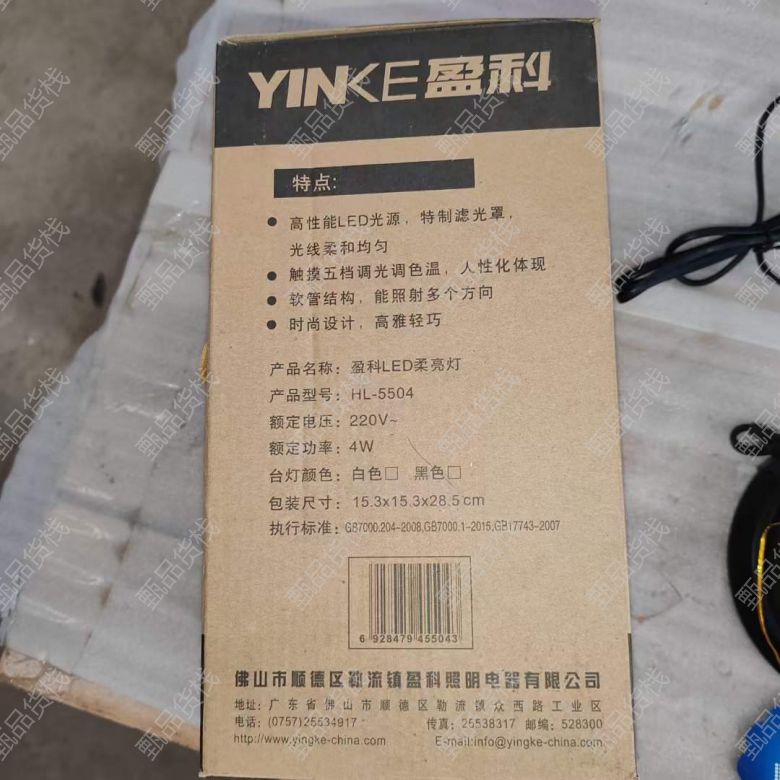 YINKE盈科
特点:
● 高性能LED光源，特制滤光罩，
光线柔和均匀
● 触摸五档调光调色温，人性化体现
● 软管结构，能照射多个方向
● 时尚设计，高雅轻巧
产品名称：盈科LED柔亮灯
产品型号：HL-5504
额定电压：220V~
额定功率：4W
台灯颜色：白色□ 黑色□
包装尺寸：15.3x15.3x28.5cm
执行标准：GB7000.204-2008,GB7000.1-2015,GB17743-2007
6 928479 455043
佛山市顺德区勒流镇盈科照明电器有限公司
地址：广东省佛山市顺德区勒流镇众西路工业区
电话：(0757)25534917 传真：25538317 邮编：528300
http://www.yingke-china.com E-mail:info@yingke-china.com
甄品货栈